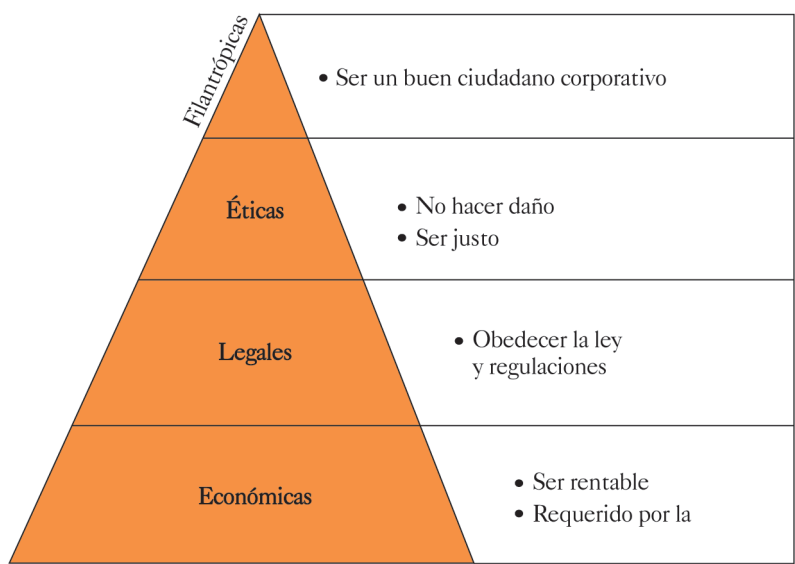 Filantrópicas
• Ser un buen ciudadano corporativo
Éticas
• No hacer daño
• Ser justo
Legales
• Obedecer la ley
y regulaciones
Económicas
• Ser rentable
• Requerido por la